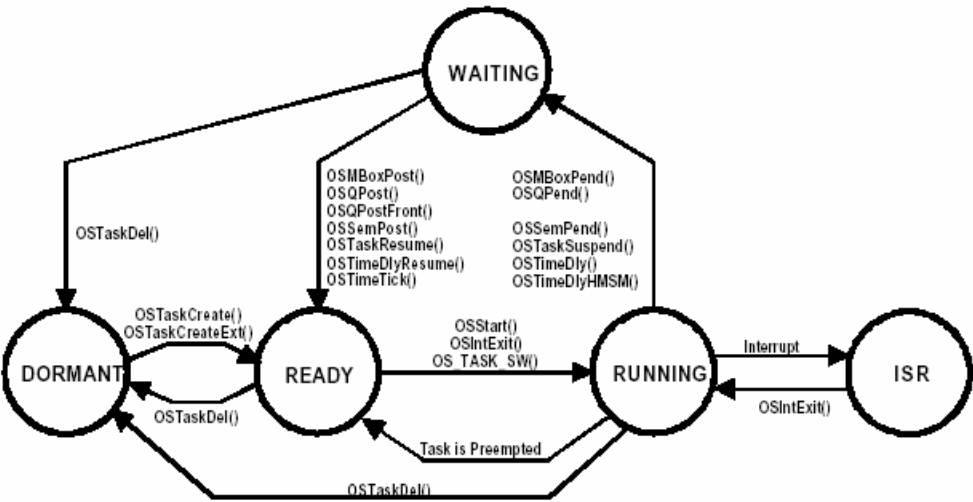 WAITING
OSTaskDel()
OSMBoxPost()
OSQPost()
OSQPostFront()
OSSemPost()
OSTaskResume()
OSTimeDlyResume()
OSTimeTick()
OSMBoxPend()
OSQPend()
OSSemPend()
OSTaskSuspend()
OSTimeDly()
OSTimeDlyHMSM()
OSTaskCreate()
OSTaskCreateExt()
OSStart()
OSIntExit()
OS_TASK_SW()
Interrupt
DORMANT
READY
RUNNING
ISR
OSTaskDel()
OSIntExit()
Task is Preempted
OSTaskDel()